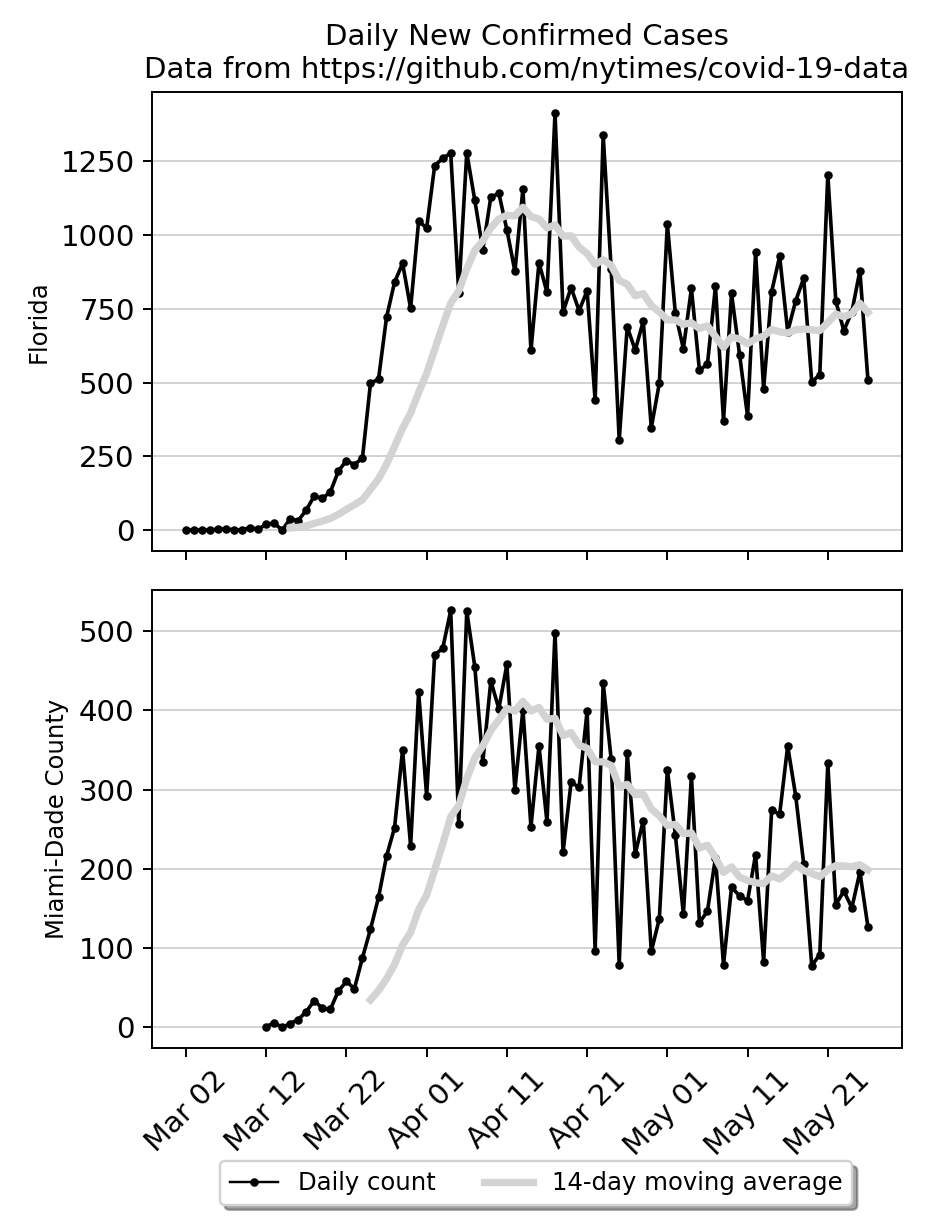 Daily New Confirmed Cases
Data from https://github.com/nytimes/covid-19-data
1250
1000
750
500
250
0
Florida
500
400
300
200
100
0
Miami-Dade County
Mar 02
Mar 12
Mar 22
Apr 01
Apr 11
Apr 21
May 01
May 11
May 21
Daily count
14-day moving average